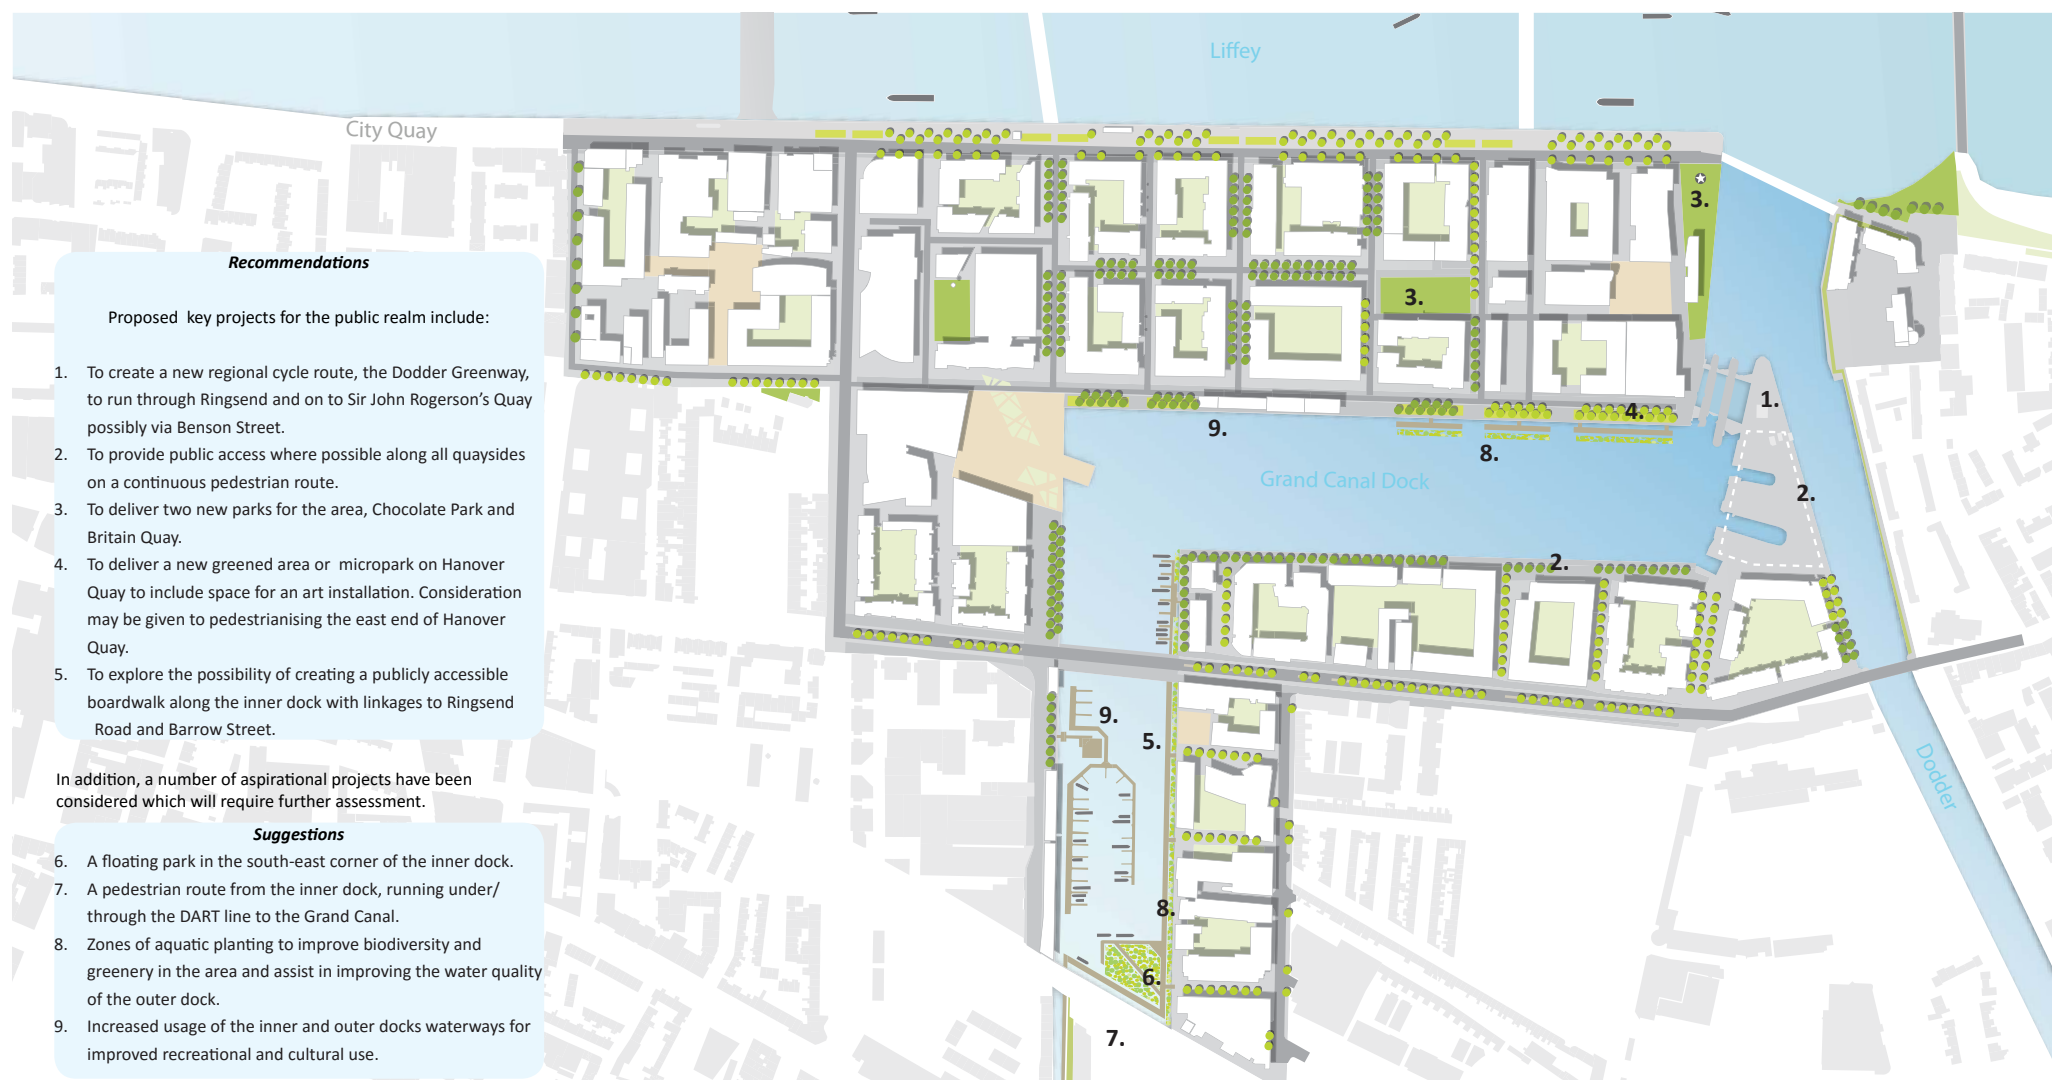 Liffey
City Quay
Recommendations
Proposed key projects for the public realm include:
1. To create a new regional cycle route, the Dodder Greenway,
to run through Ringsend and on to Sir John Rogerson's Quay
possibly via Benson Street.
2. To provide public access where possible along all quaysides
on a continuous pedestrian route.
3. To deliver two new parks for the area, Chocolate Park and
Britain Quay.
4. To deliver a new greened area or micropark on Hanover
Quay to include space for an art installation. Consideration
may be given to pedestrianising the east end of Hanover
Quay.
5. To explore the possibility of creating a publicly accessible
boardwalk along the inner dock with linkages to Ringsend
Road and Barrow Street.
In addition, a number of aspirational projects have been
considered which will require further assessment.
Suggestions
6. A floating park in the south-east corner of the inner dock.
7. A pedestrian route from the inner dock, running under/
through the DART line to the Grand Canal.
8. Zones of aquatic planting to improve biodiversity and
greenery in the area and assist in improving the water quality
of the outer dock.
9. Increased usage of the inner and outer docks waterways for
improved recreational and cultural use.
3.
3.
1.
4.
9.
8.
Grand Canal Dock
2.
2.
9.
5.
Dodder
8.
6.
7.